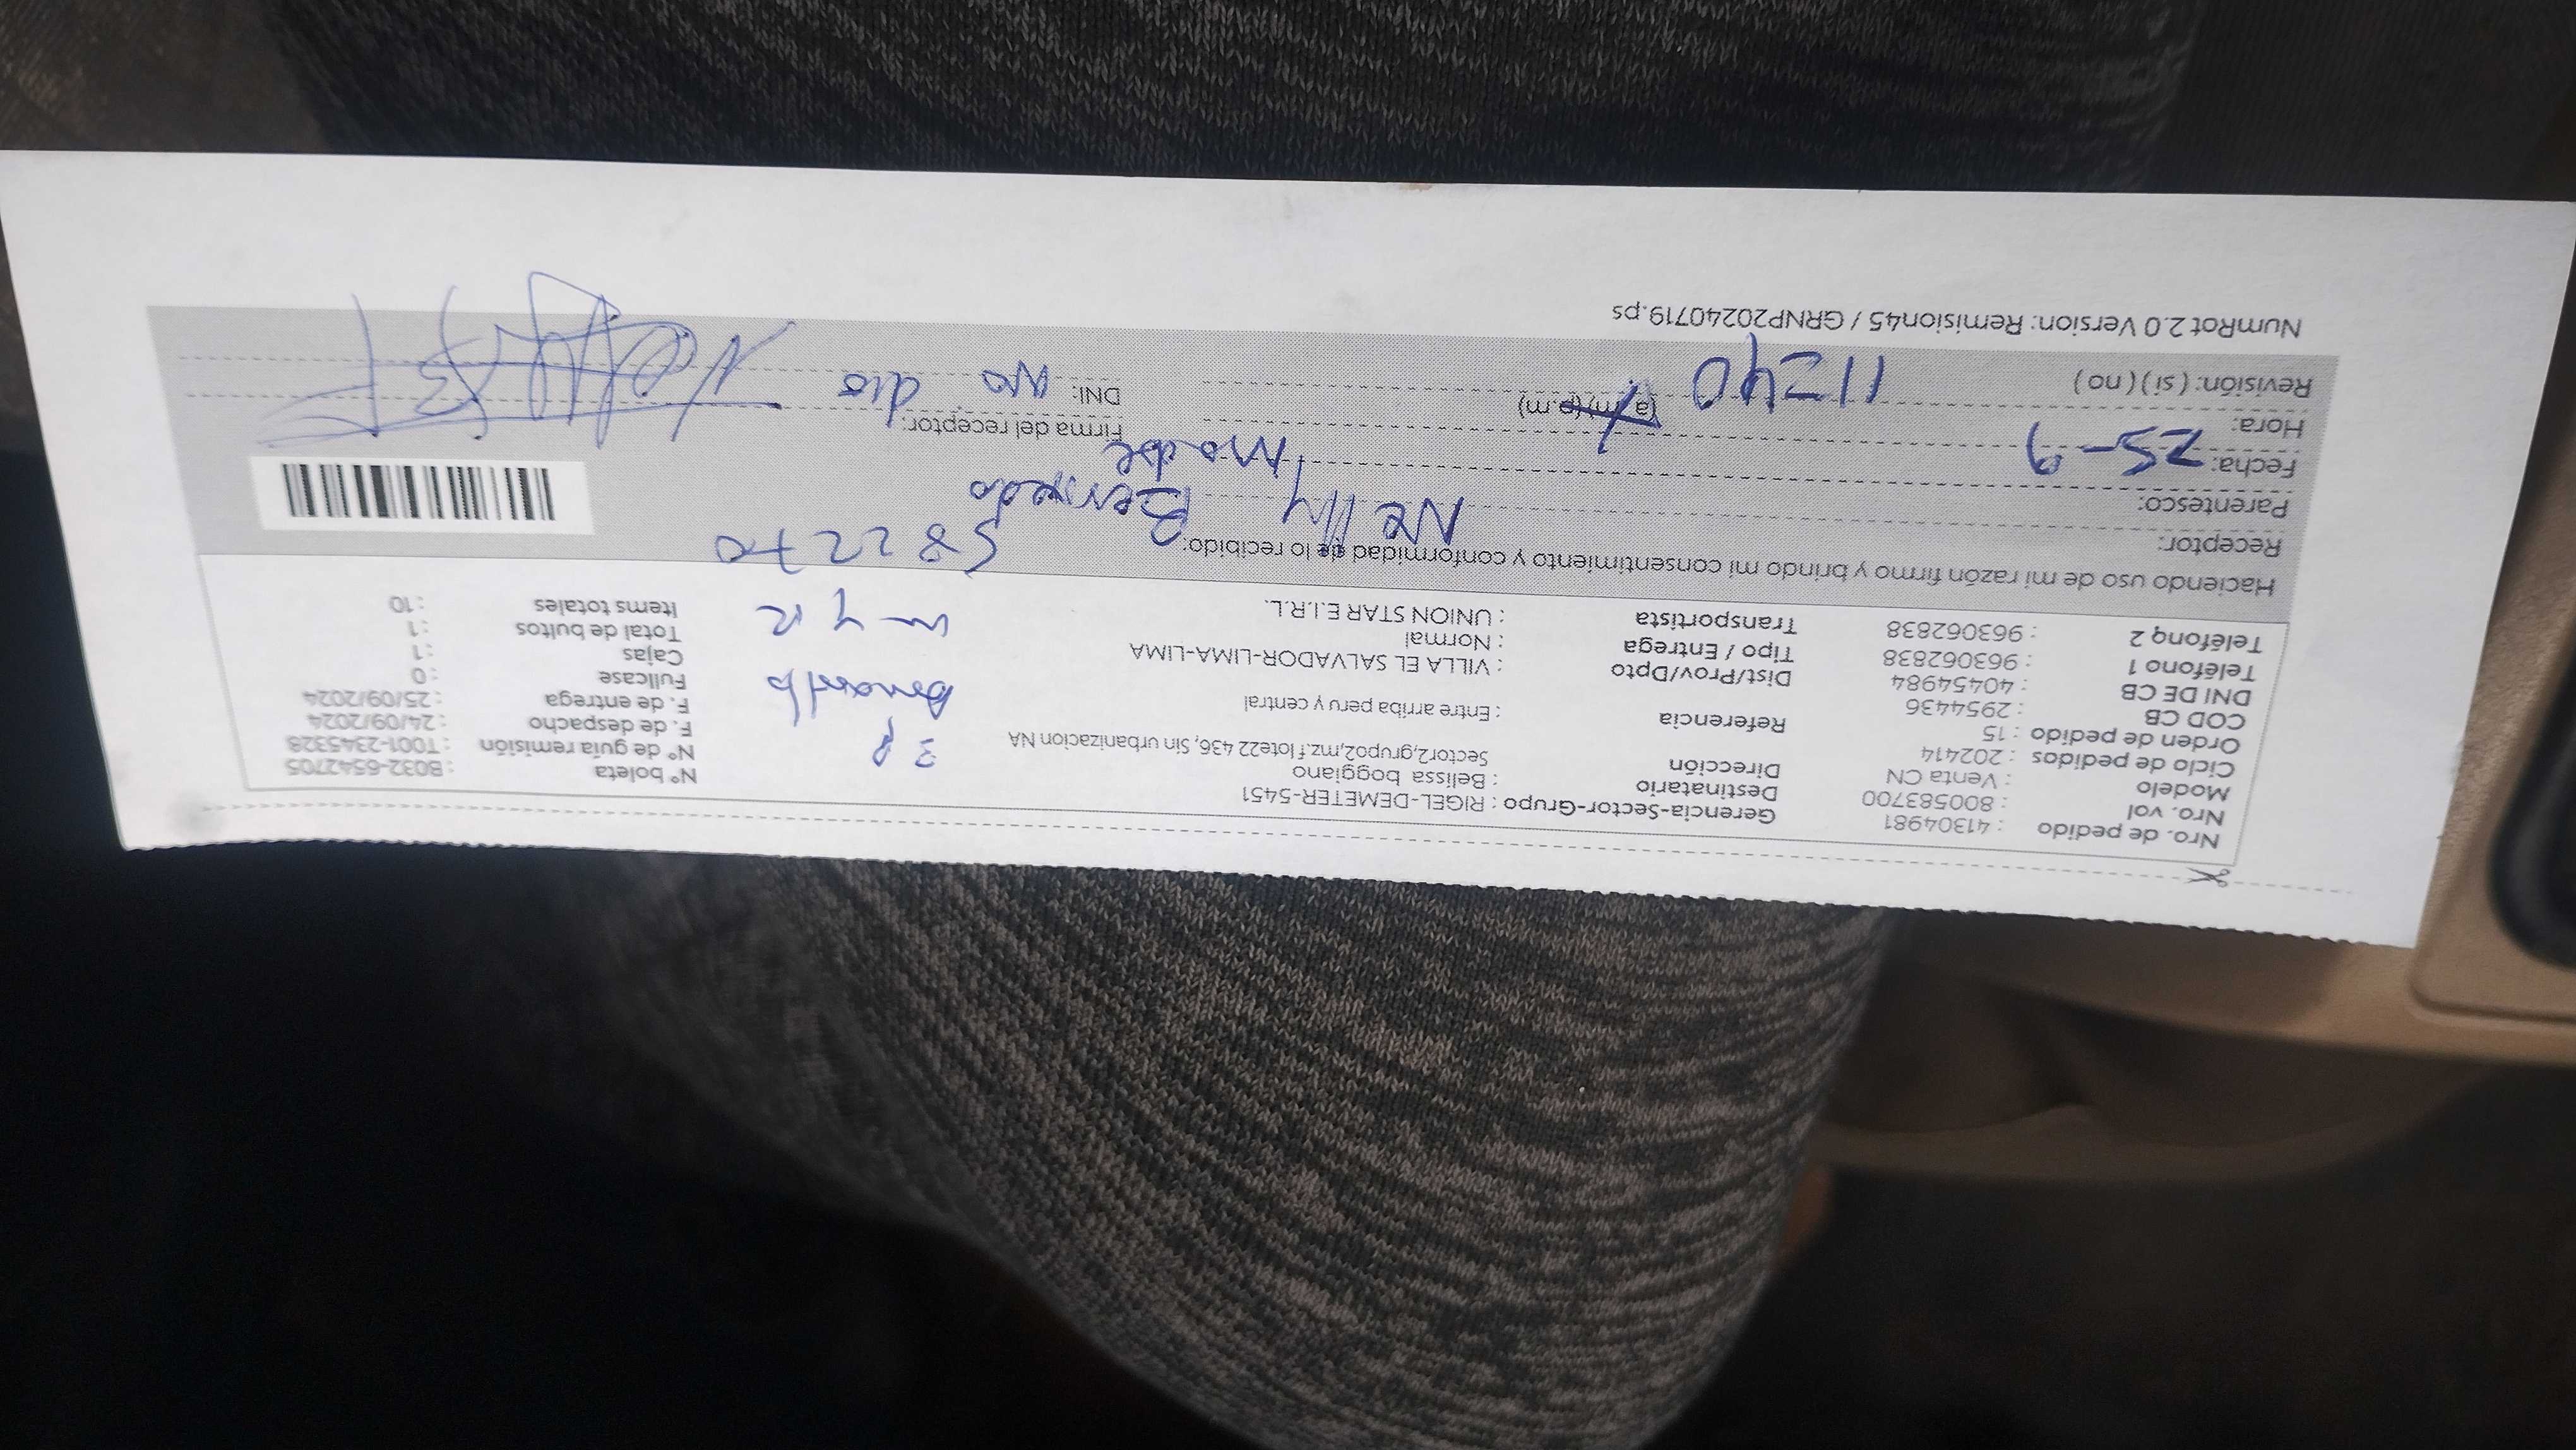 Nro. de pedido : 41304981
Nro. vol : 800583700
Modelo : Venta CN
Ciclo de pedidos : 202414
Orden de pedido : 15
COD CB : 2954436
DNI DE CB : 40454984
Teléfono 1 : 963062838
Teléfono 2 : 963062838
Gerencia-Sector-Grupo : RIGEL-DEMETER-5451
Destinatario : Belissa boggiano
Dirección Sector2,grupo2,mz.f lote22 436, Sin urbanizacion NA
Referencia : Entre arriba peru y central
Dist/Prov/Dpto : VILLA EL SALVADOR-LIMA-LIMA
Tipo / Entrega : Normal
Transportista : UNION STAR E.I.R.L.
3 P
m y R
582270
Nº boleta : B032-6542705
Nº de guía remisión : T001-2345328
F. de despacho : 24/09/2024
F. de entrega : 25/09/2024
Fullcase : 0
Cajas : 1
Total de bultos : 1
Items totales : 10
Haciendo uso de mi razón firmo y brindo mi consentimiento y conformidad de lo recibido:
Receptor: Nelly Bermedo
Parentesco: madre
Fecha: 25-9
Hora: 11=40 (a.m)/(p.m)
Revisión: ( si ) ( no )
Firma del receptor:
DNI: no dio
NumRot 2.0 Version: Remision45 / GRNP20240719.ps